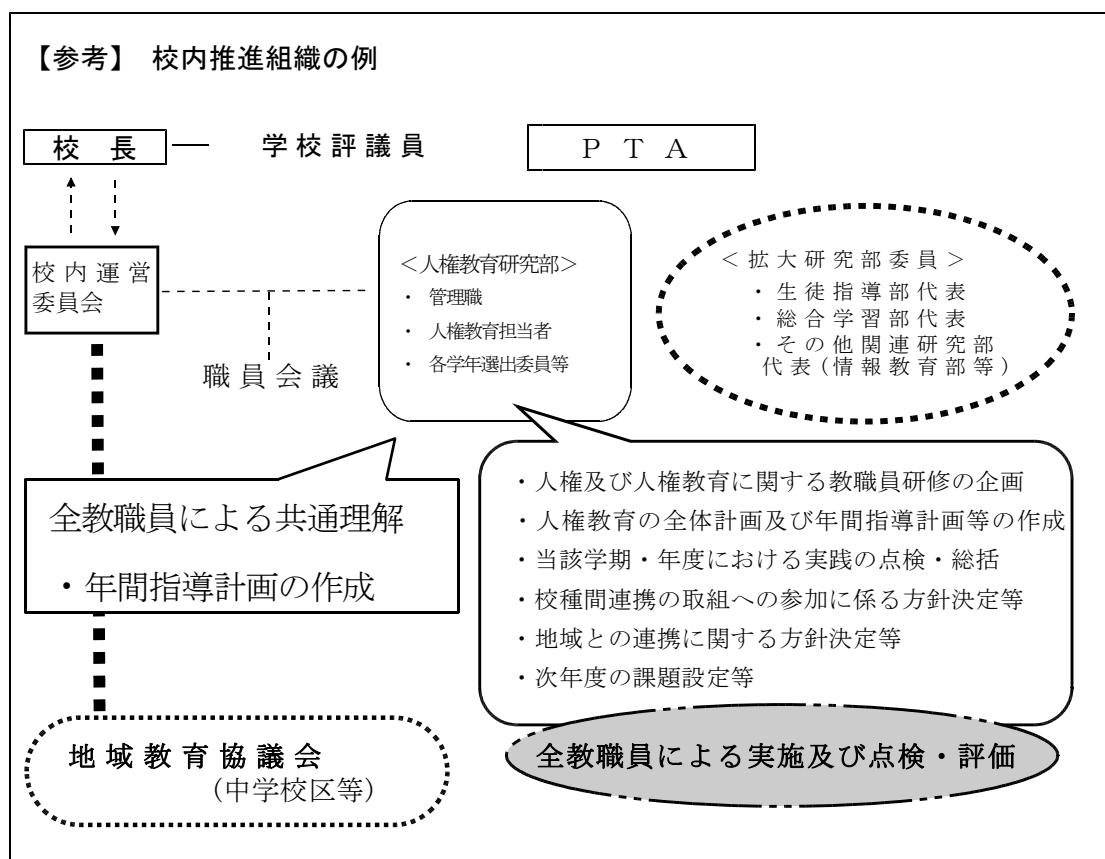 【参考】 校内推進組織の例
校 長
学校評議員
PTA
校内運営
委員会
職員会議
＜人権教育研究部＞
・ 管理職
・ 人権教育担当者
・ 各学年選出委員等
＜拡大研究部委員＞
・生徒指導部代表
・総合学習部代表
・その他関連研究部
代表(情報教育部等)
全教職員による共通理解
・年間指導計画の作成
・人権及び人権教育に関する教職員研修の企画
・人権教育の全体計画及び年間指導計画等の作成
・当該学期・年度における実践の点検・総括
・校種間連携の取組への参加に係る方針決定等
・地域との連携に関する方針決定等
・次年度の課題設定等
地域教育協議会
(中学校区等)
全教職員による実施及び点検・評価